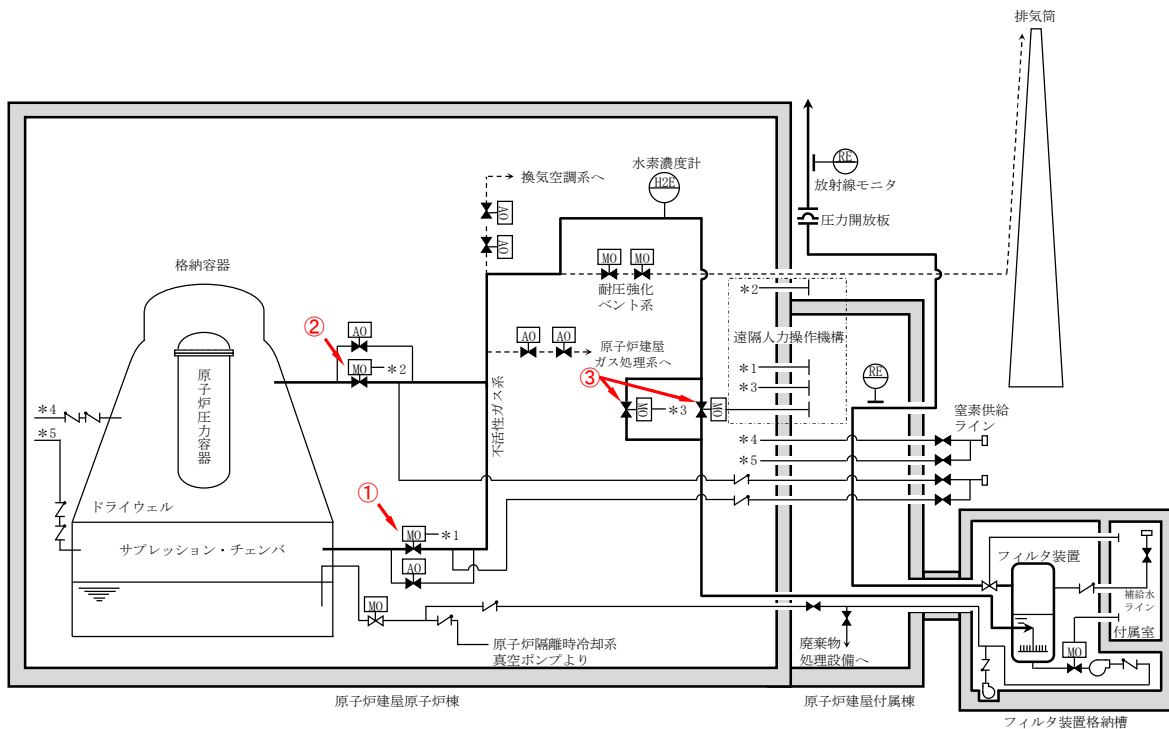 排気筒
水素濃度計
H2E
RE
放射線モニタ
換気空調系へ
AO
AO
圧力開放板
格納容器
MO
MO
耐圧強化
ベント系
＊2
②
AO
MO
＊2
AO
AO
原子炉建屋
ガス処理系へ
遠隔人力操作機構
＊1
＊3
③
MO
＊3
MO
RE
原子炉圧力容器
不活性ガス系
＊4
＊5
窒素供給
ライン
＊4
＊5
①
ドライウェル
MO
＊1
サプレッション・チェンバ
AO
フィルタ装置
補給水
ライン
付属室
MO
MO
原子炉隔離時冷却系
真空ポンプより
廃棄物
処理設備へ
原子炉建屋原子炉棟
原子炉建屋付属棟
フィルタ装置格納槽